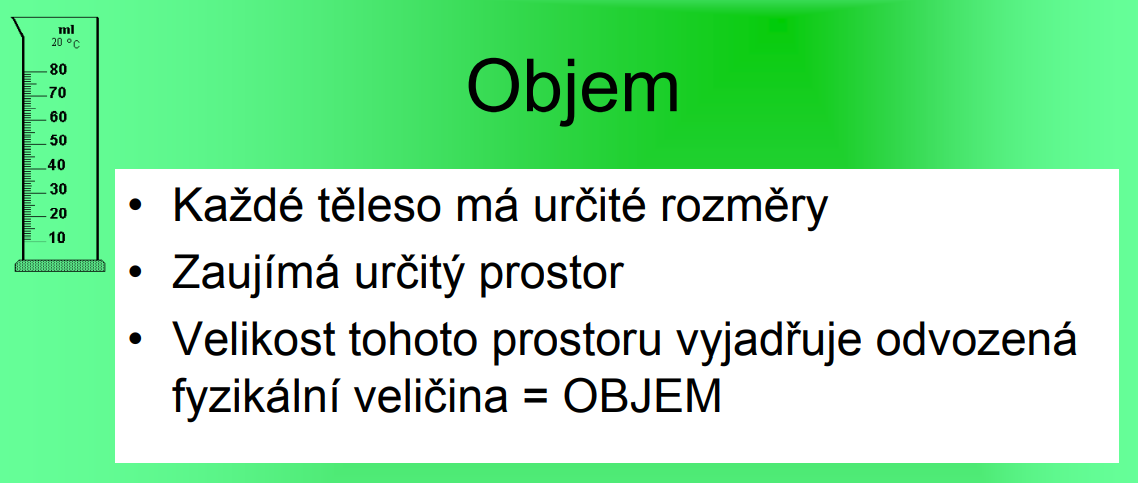 ml
20 °C
80
70
60
50
40
30
20
10
Objem
• Každé těleso má určité rozměry
• Zaujímá určitý prostor
• Velikost tohoto prostoru vyjadřuje odvozená
fyzikální veličina = OBJEM